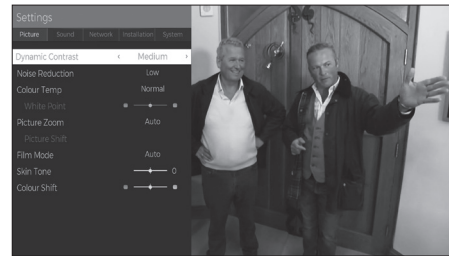 Settings
Picture Sound Network Installation System
Dynamic Contrast ‹ Medium ›
Noise Reduction Low
Colour Temp Normal
White Point
Picture Zoom Auto
Picture Shift
Film Mode Auto
Skin Tone 0
Colour Shift